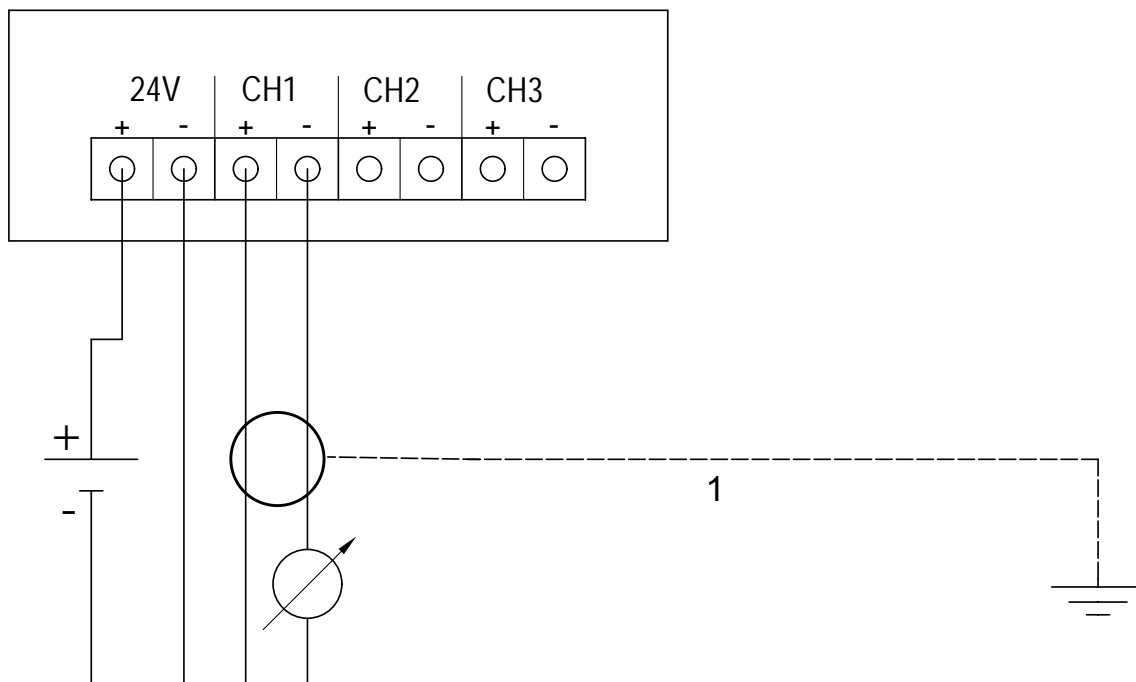 24V CH1 CH2 CH3
+ - + - + - + -
+
1
-